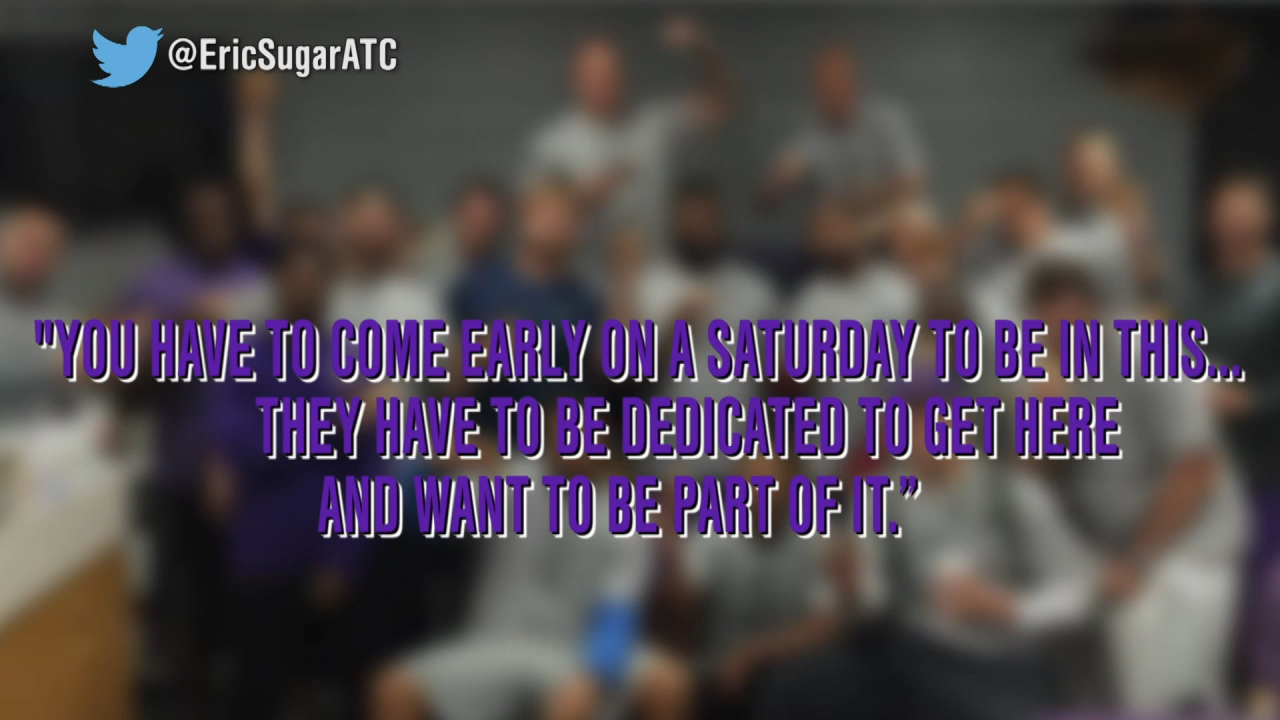 @EricSugarATC
"YOU HAVE TO COME EARLY ON A SATURDAY TO BE IN THIS...
THEY HAVE TO BE DEDICATED TO GET HERE
AND WANT TO BE PART OF IT.”